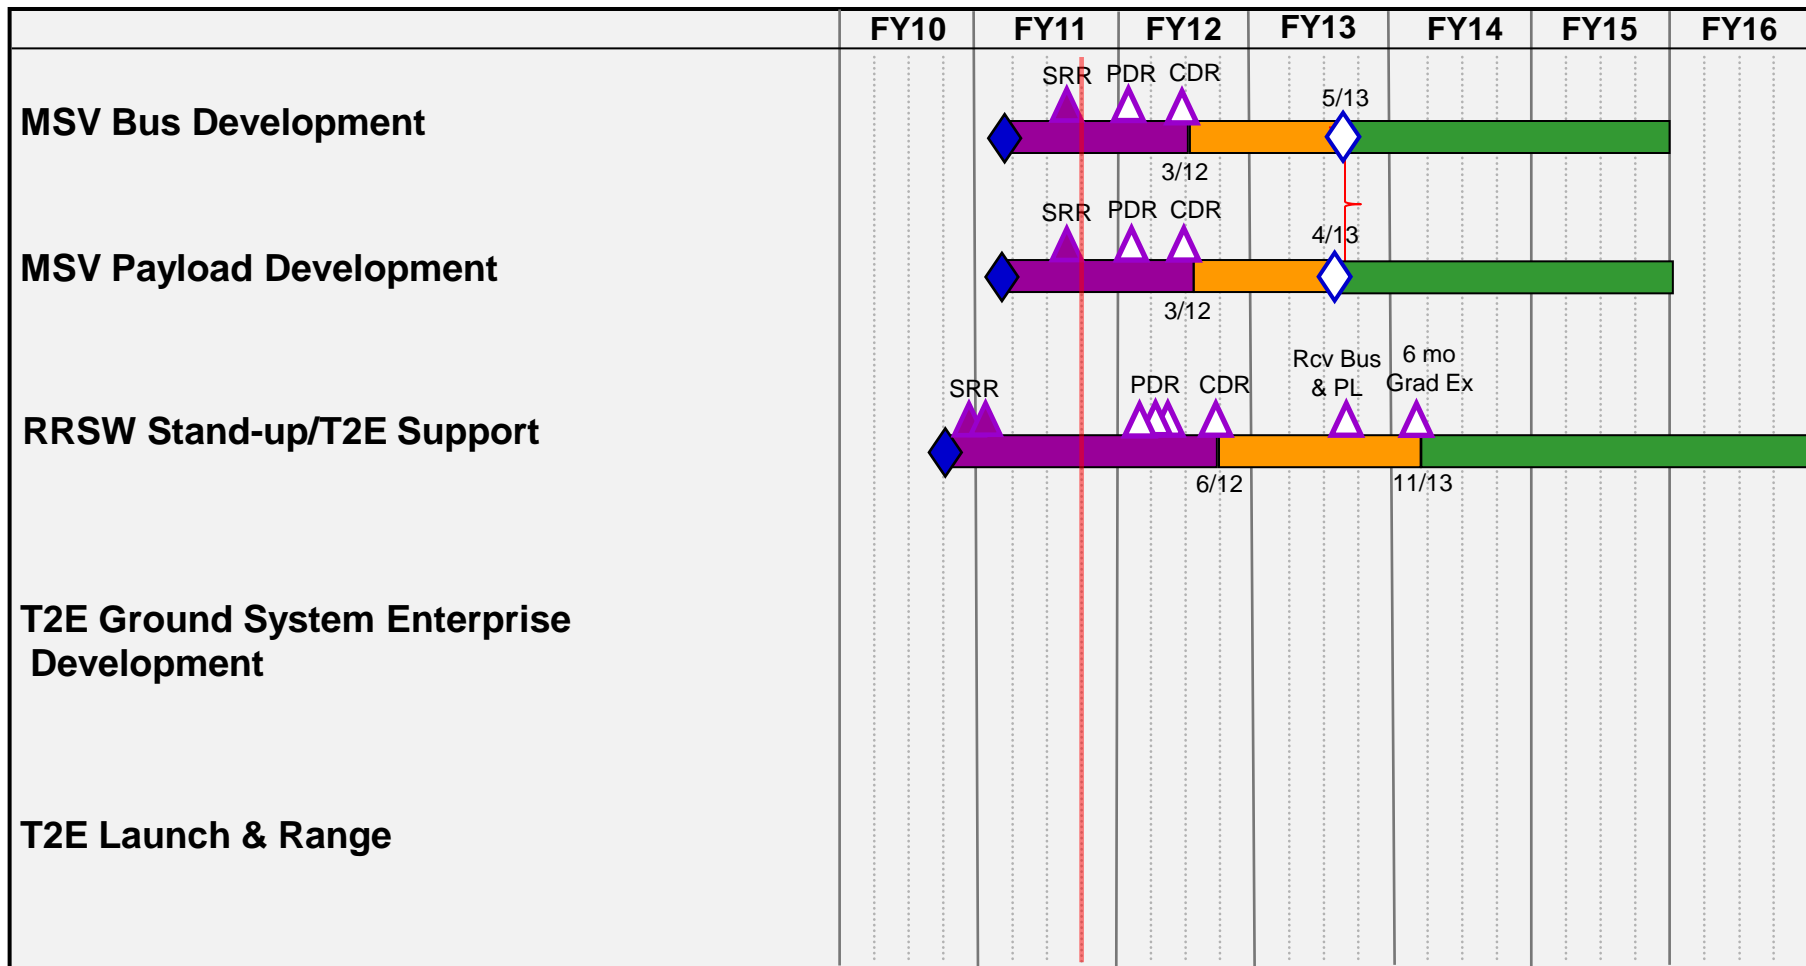 FY10 FY11 FY12 FY13 FY14 FY15 FY16
SRR PDR CDR
5/13
MSV Bus Development
3/12
SRR PDR CDR
4/13
MSV Payload Development
3/12
Rcv Bus
& PL
6 mo
Grad Ex
SRR PDR CDR
RRSW Stand-up/T2E Support
6/12 11/13
T2E Ground System Enterprise
Development
T2E Launch & Range